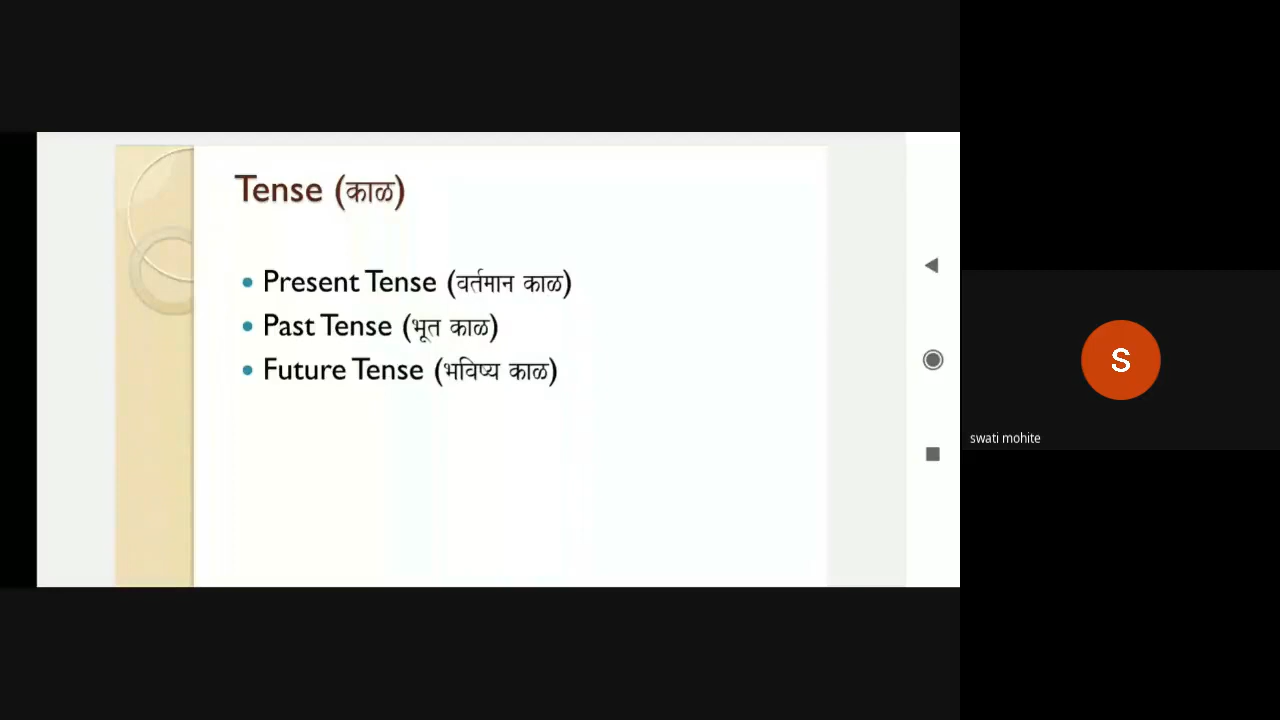 Tense (काळ)
Present Tense (वर्तमान काळ)
Past Tense (भूत काळ)
Future Tense (भविष्य काळ)
S
swati mohite